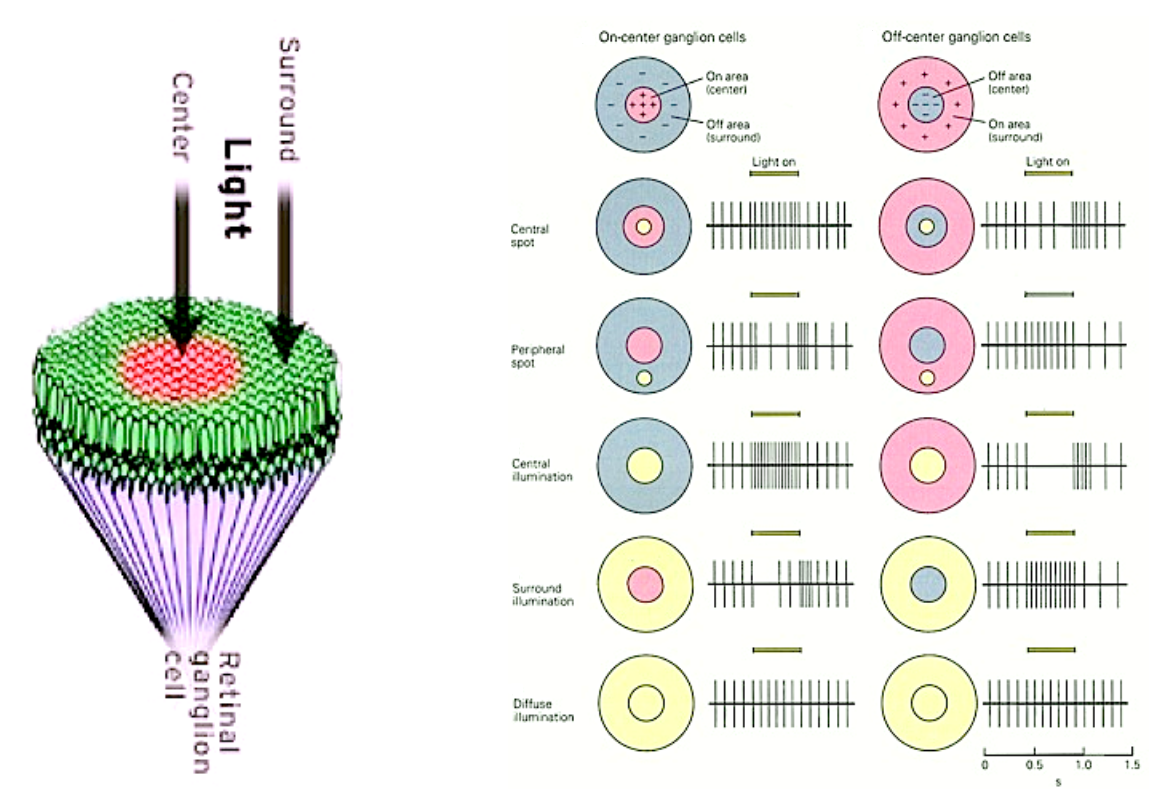 Center
Surround
Light
Retinal
ganglion
cell
On-center ganglion cells
On area
(center)
Off area
(surround)
Off-center ganglion cells
Off area
(center)
On area
(surround)
Light on
Light on
Central
spot
Peripheral
spot
Central
illumination
Surround
illumination
Diffuse
illumination
0 0.5 1.0 1.5
s